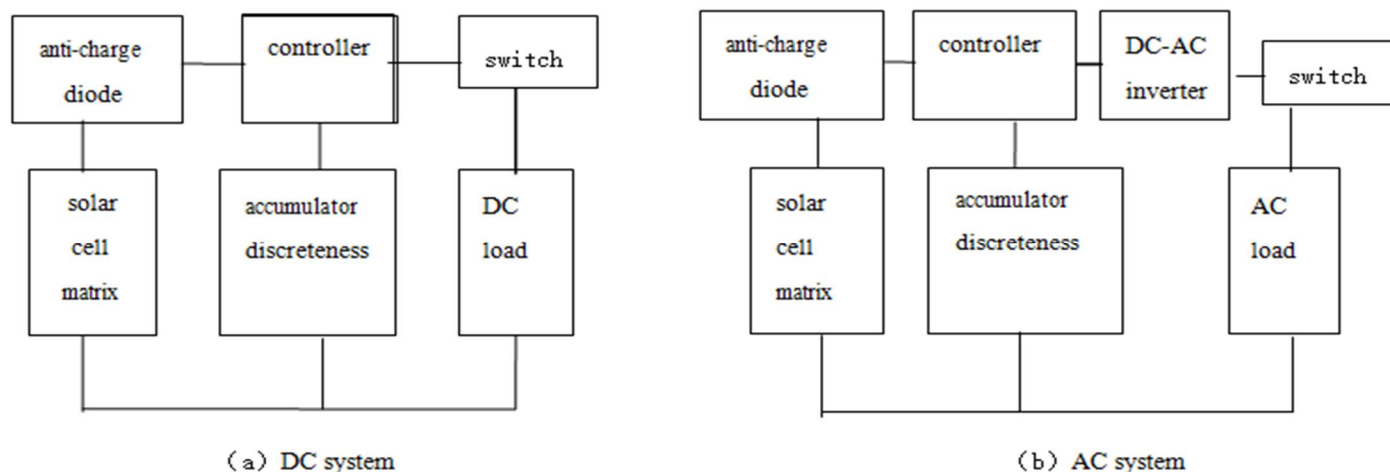 anti-charge
diode
controller
switch
solar
cell
matrix
accumulator
discreteness
DC
load
(a) DC system
anti-charge
diode
controller
DC-AC
inverter
switch
solar
cell
matrix
accumulator
discreteness
AC
load
(b) AC system